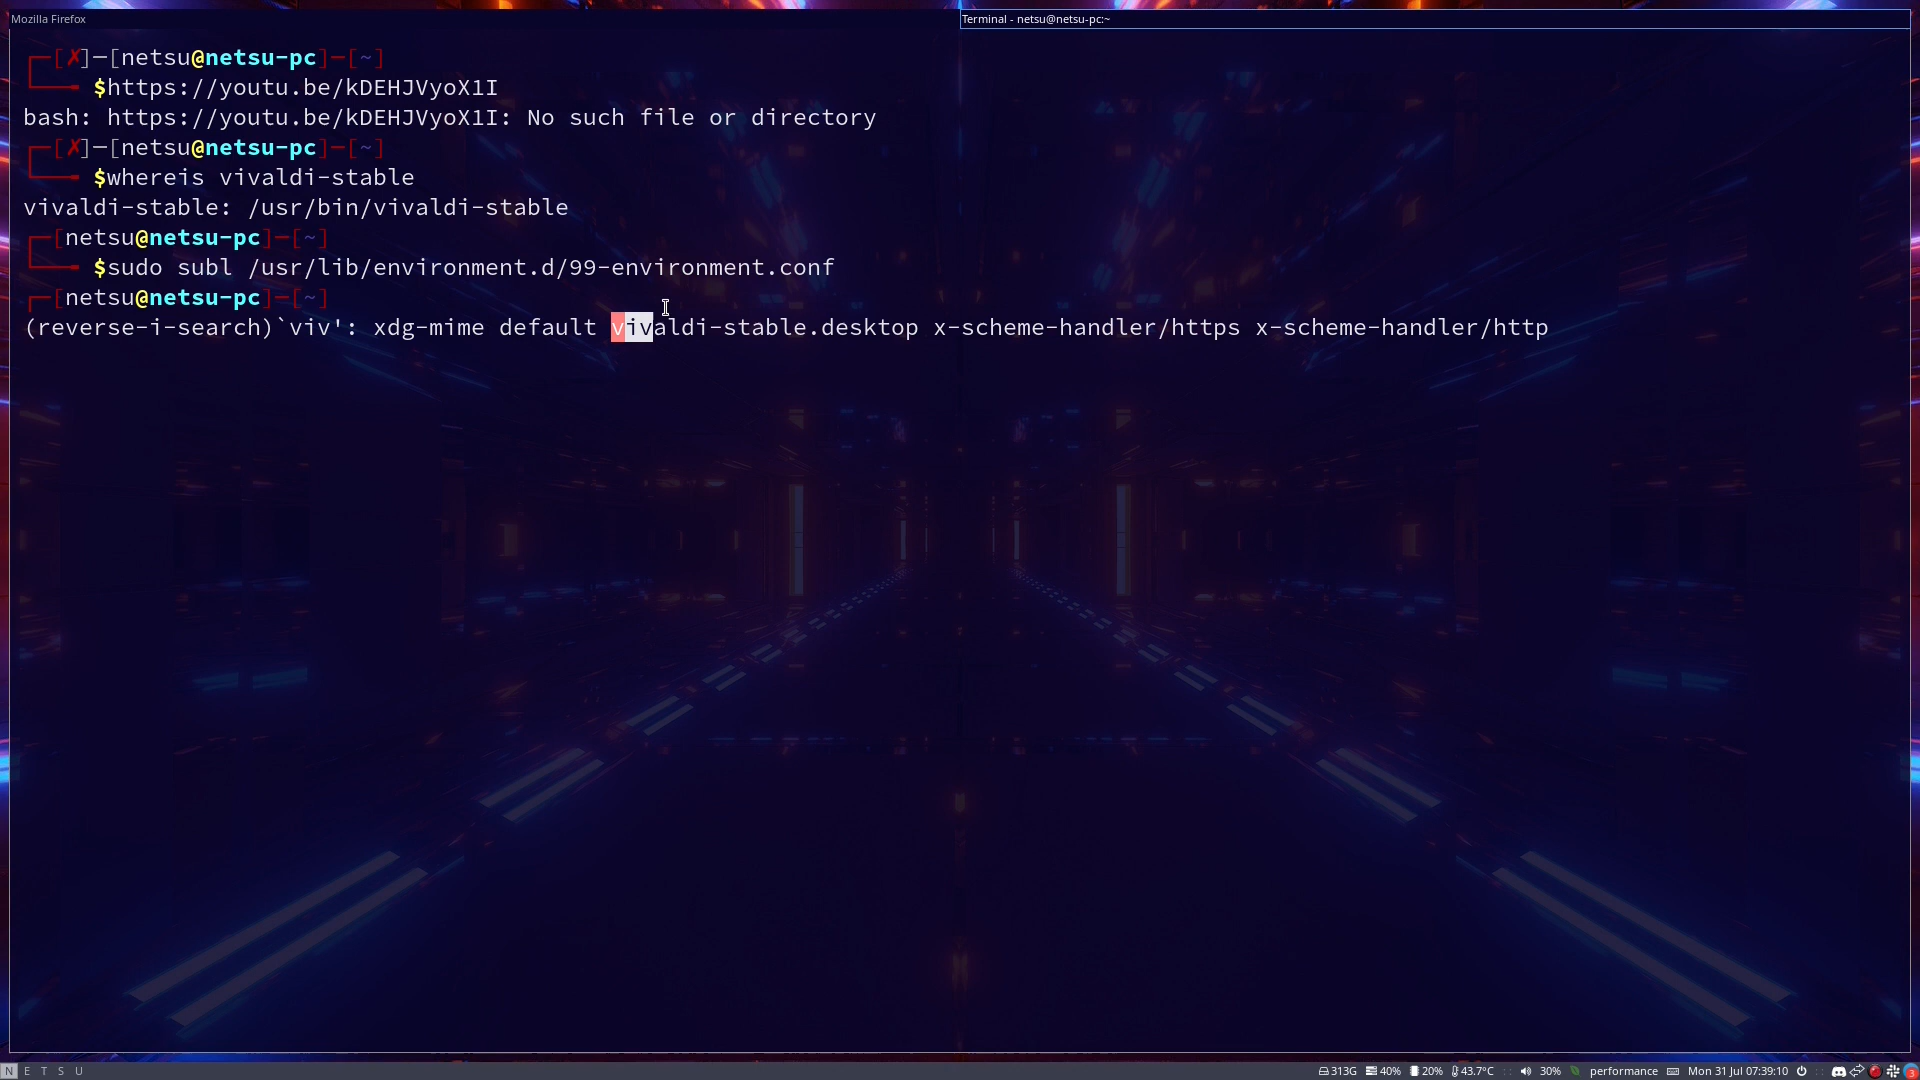 Mozilla Firefox
Terminal - netsu@netsu-pc:~
┌─[✗]─[netsu@netsu-pc]─[~]
└──╼ $https://youtu.be/kDEHJVyoX1I
bash: https://youtu.be/kDEHJVyoX1I: No such file or directory
┌─[✗]─[netsu@netsu-pc]─[~]
└──╼ $whereis vivaldi-stable
vivaldi-stable: /usr/bin/vivaldi-stable
┌─[netsu@netsu-pc]─[~]
└──╼ $sudo subl /usr/lib/environment.d/99-environment.conf
┌─[netsu@netsu-pc]─[~]
(reverse-i-search)`viv': xdg-mime default vivaldi-stable.desktop x-scheme-handler/https x-scheme-handler/http
N E T S U
313G 40% 20% 43.7°C 30% performance Mon 31 Jul 07:39:10 3